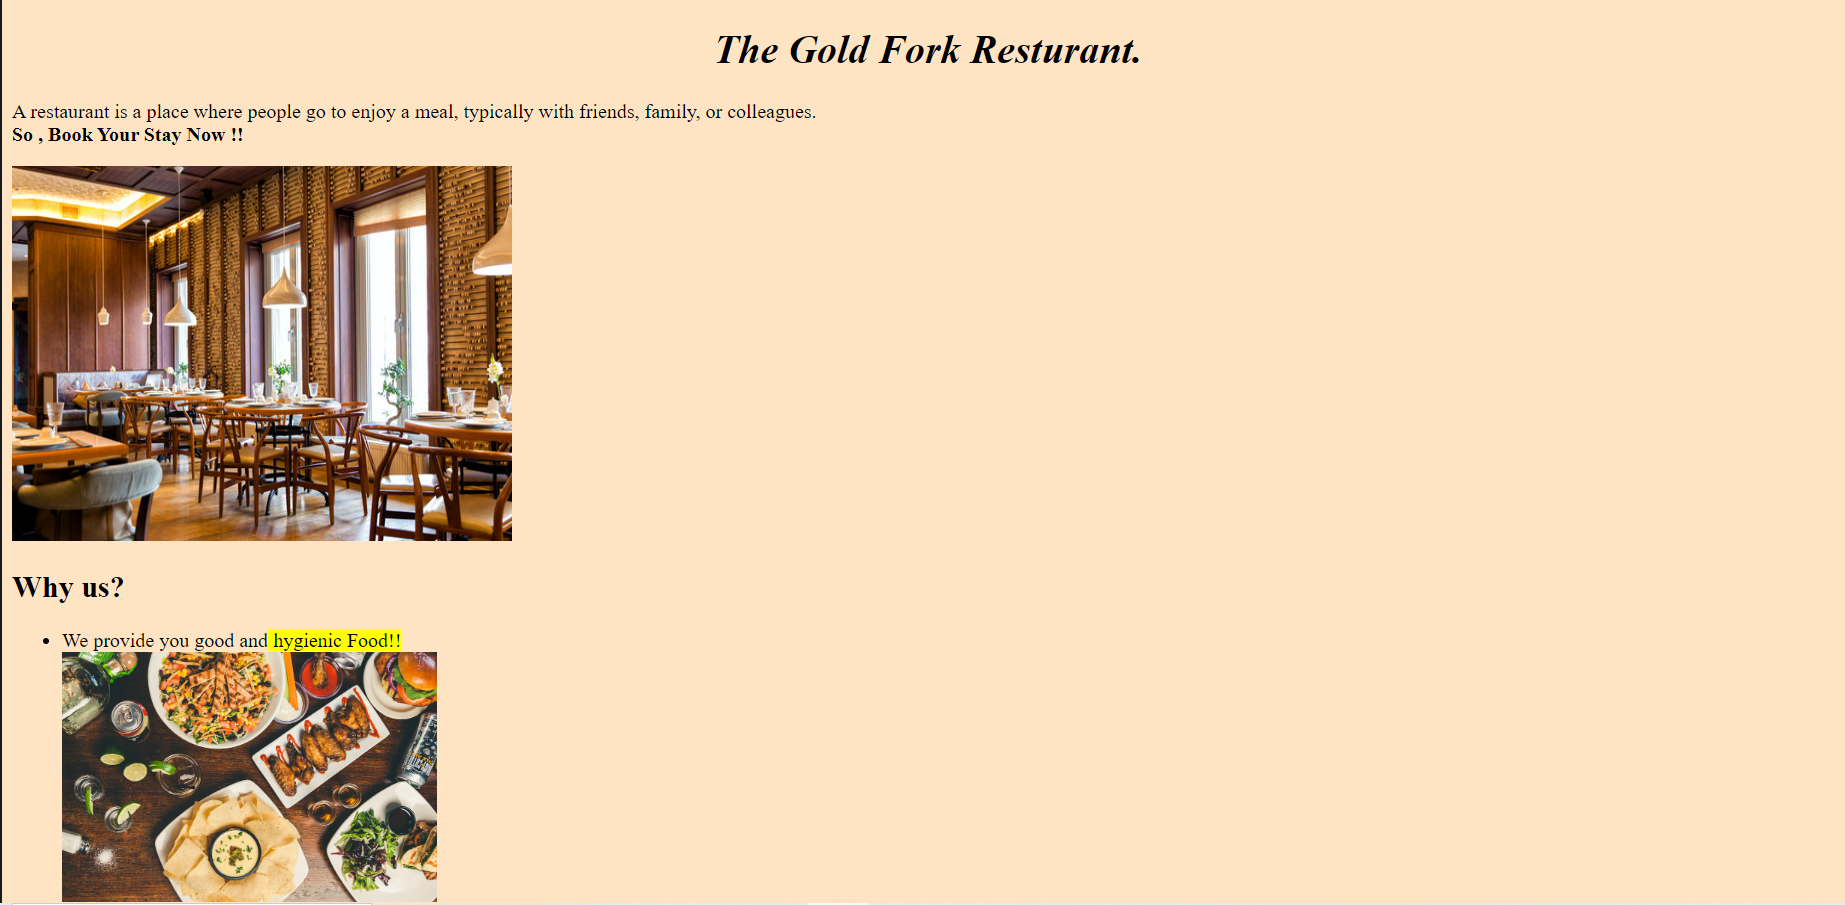 The Gold Fork Resturant.
A restaurant is a place where people go to enjoy a meal, typically with friends, family, or colleagues.
So , Book Your Stay Now !!
Why us?
We provide you good and hygienic Food!!